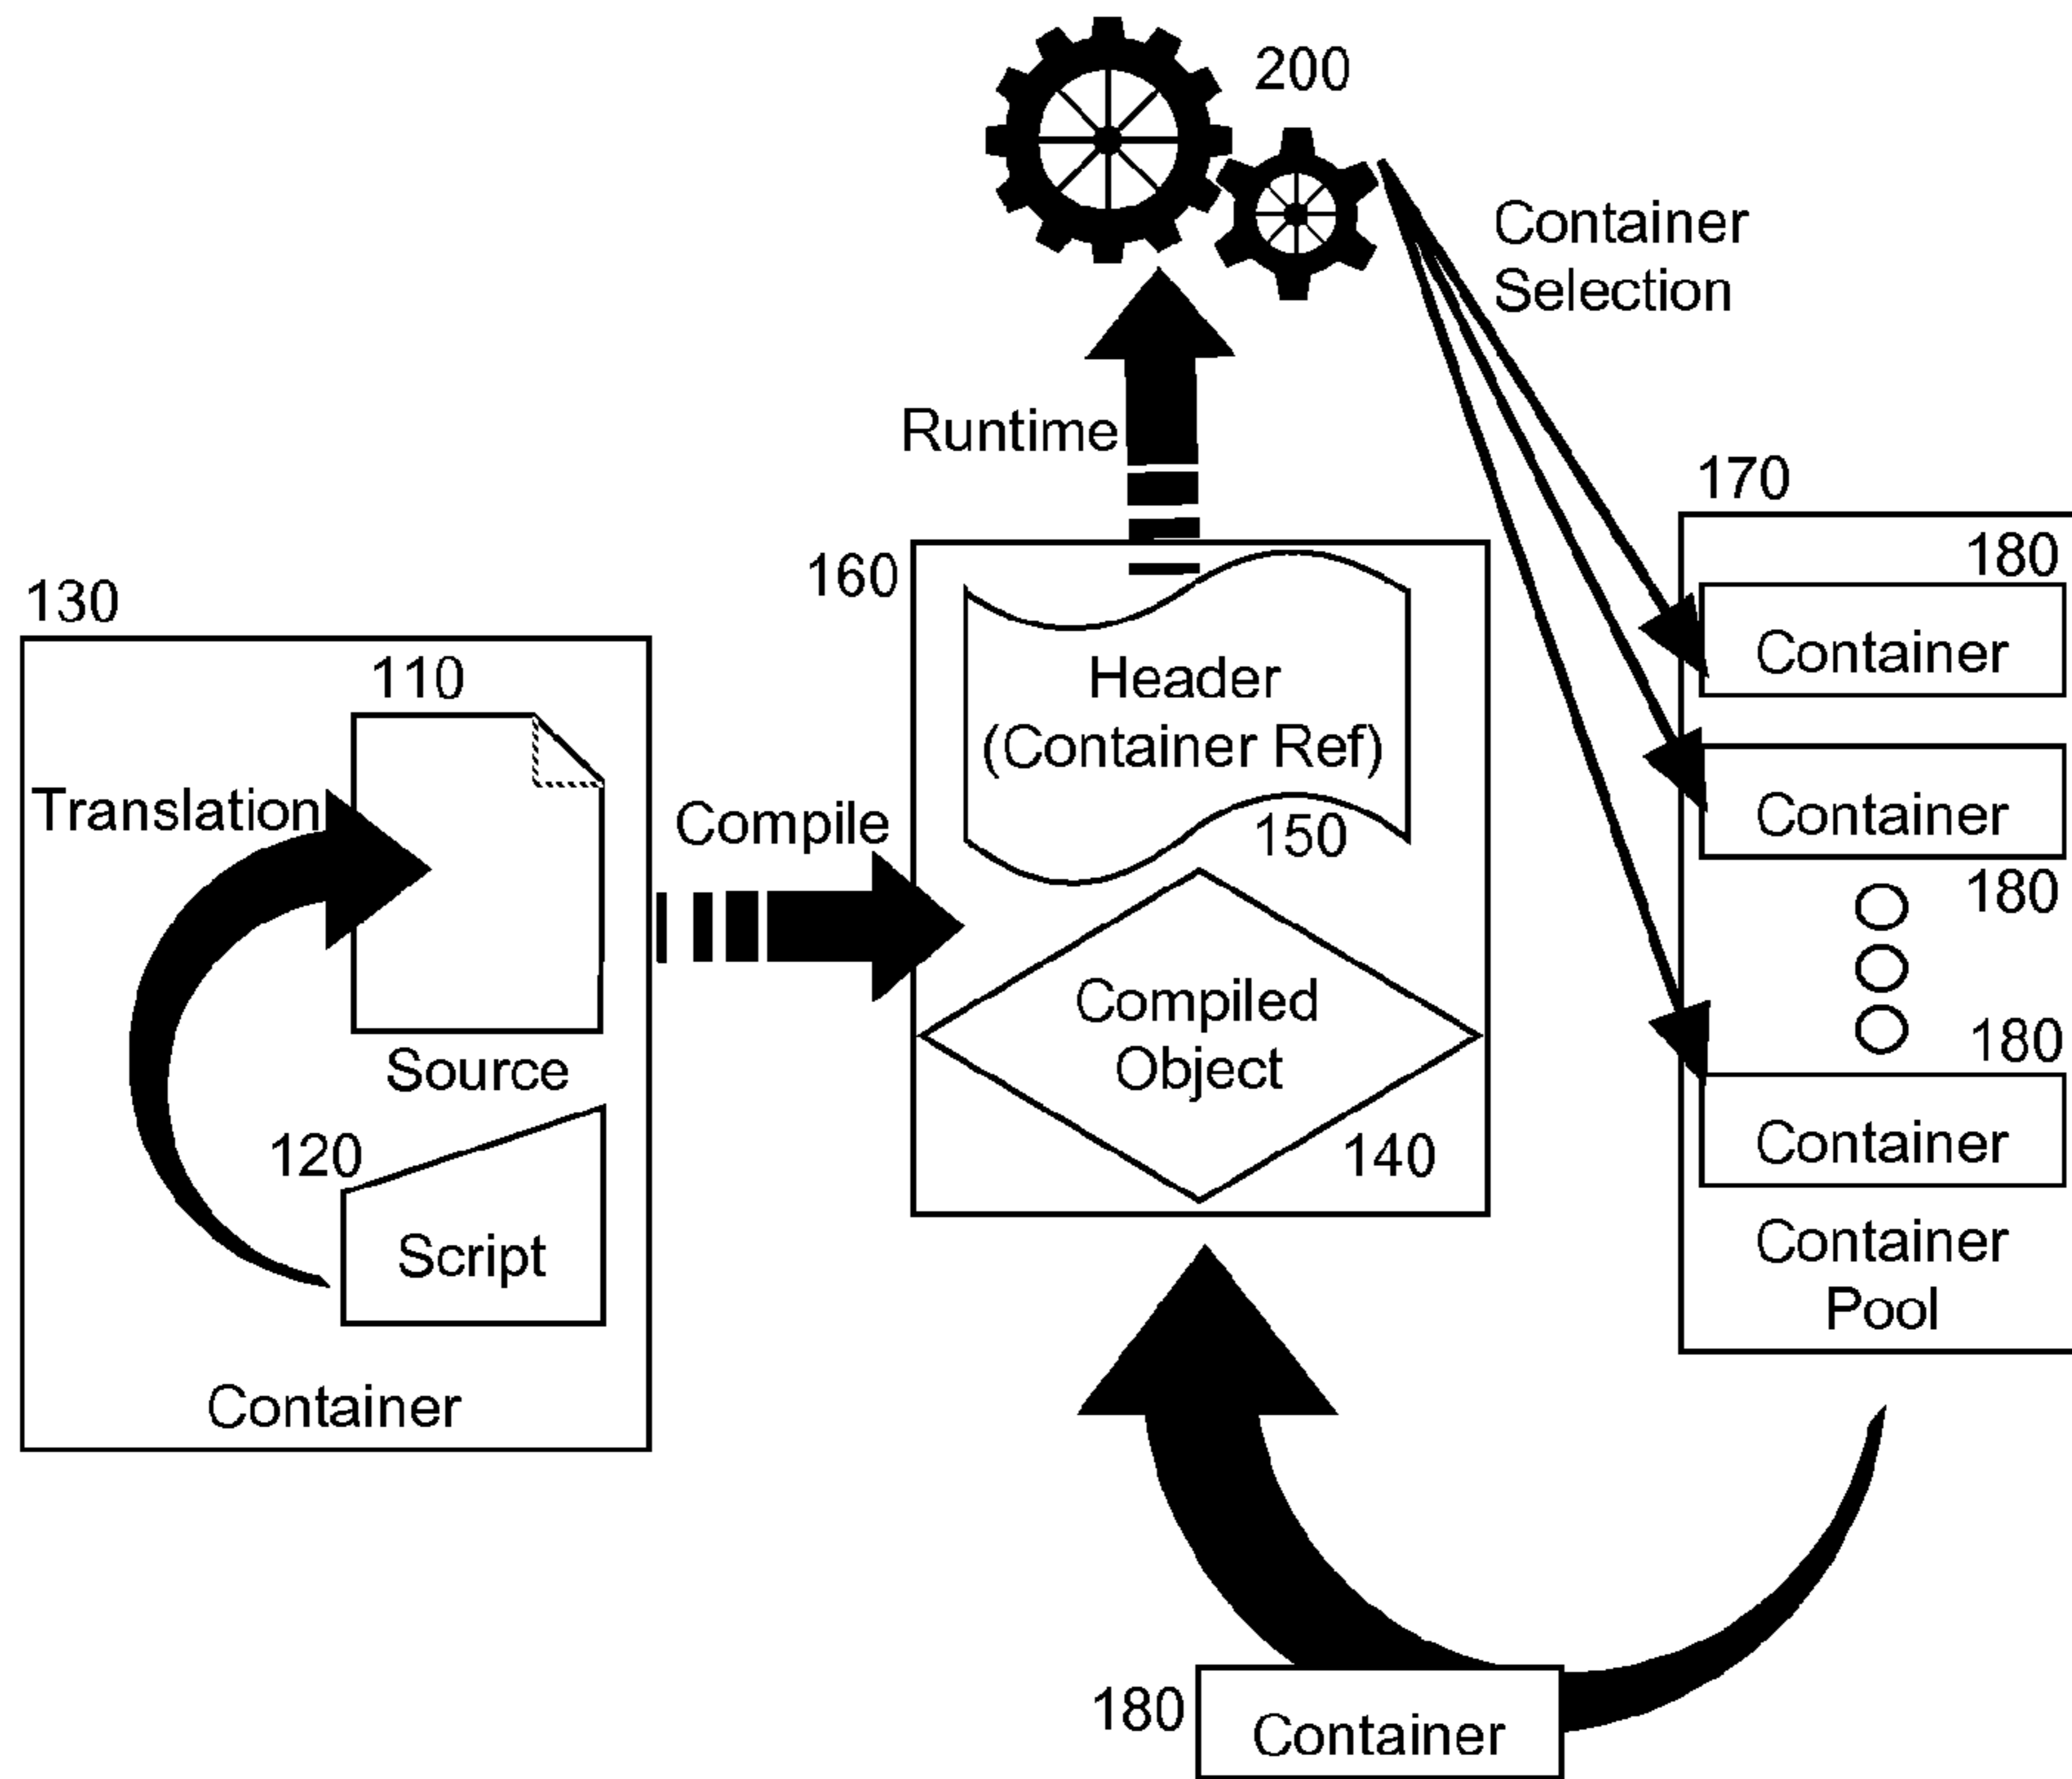 200
Container
Selection
Runtime
170
160
180
130
Header
(Container Ref)
150
Container
110
Translation
Compile
Container
180
Source
Compiled
Object
140
180
Container
120
Script
Container
Pool
Container
180
Container